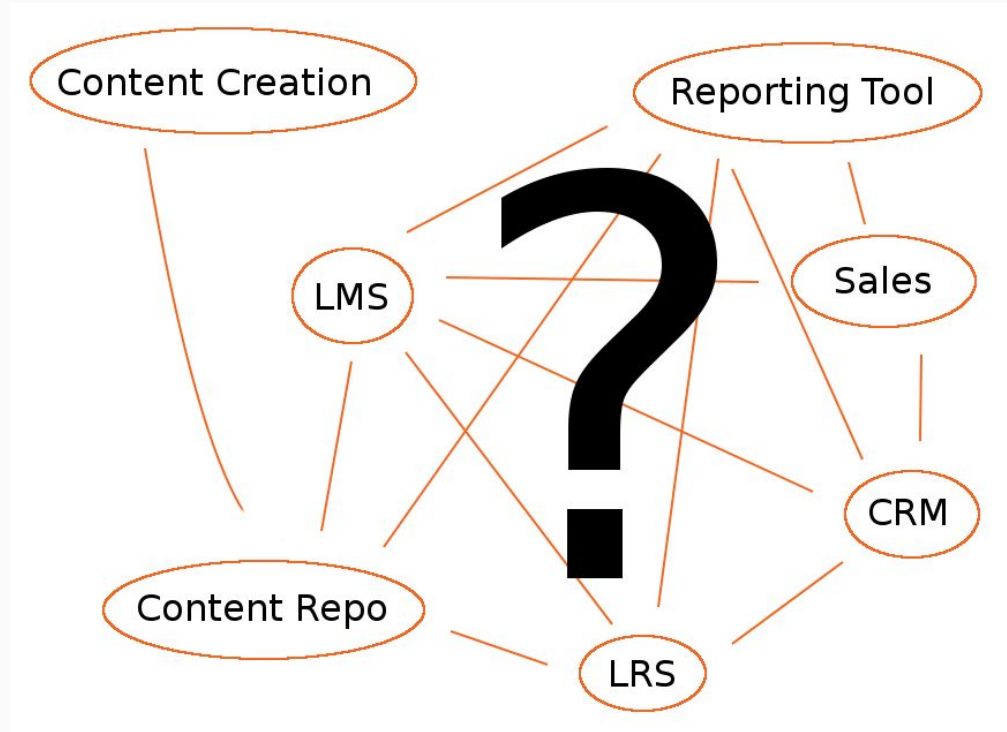 Content Creation
Reporting Tool
LMS
Sales
CRM
Content Repo
LRS
?